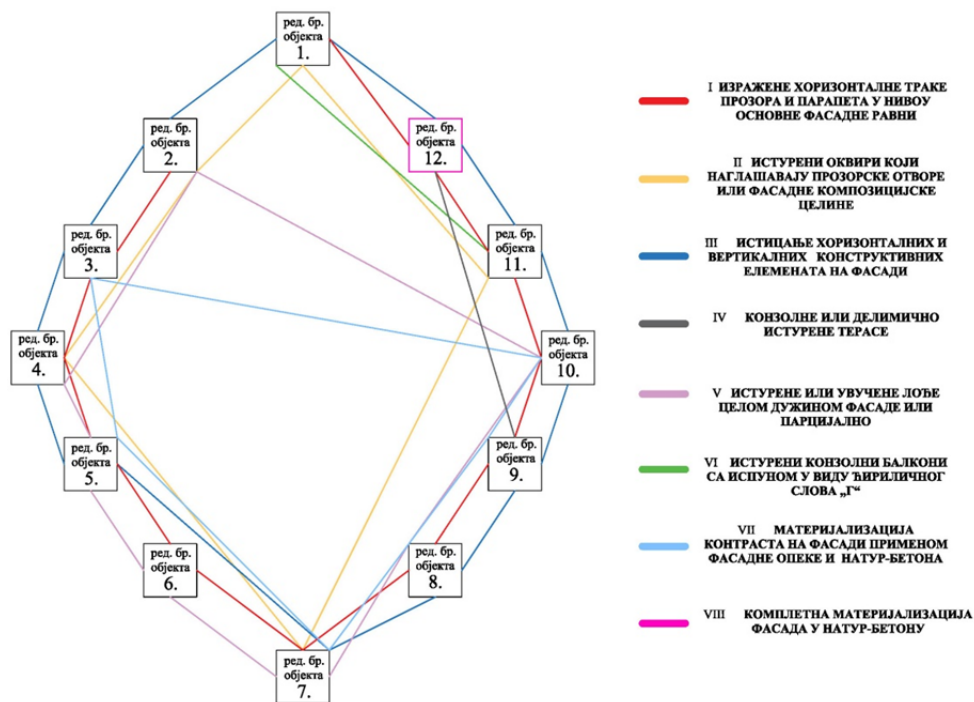 ред. бр.
објекта
1.
ред. бр.
објекта
2.
ред. бр.
објекта
12.
ред. бр.
објекта
3.
ред. бр.
објекта
11.
ред. бр.
објекта
4.
ред. бр.
објекта
10.
ред. бр.
објекта
5.
ред. бр.
објекта
9.
ред. бр.
објекта
6.
ред. бр.
објекта
8.
ред. бр.
објекта
7.
I ИЗРАЖЕНЕ ХОРИЗОНТАЛНЕ ТРАКЕ
ПРОЗОРА И ПАРАПЕТА У НИВОУ
ОСНОВНЕ ФАСАДНЕ РАВНИ
II ИСТУРЕНИ ОКВИРИ КОЈИ
НАГЛАШАВАЈУ ПРОЗОРСКЕ ОТВОРЕ
ИЛИ ФАСАДНЕ КОМПОЗИЦИЈСКЕ
ЦЕЛИНЕ
III ИСТИЦАЊЕ ХОРИЗОНТАЛНИХ И
ВЕРТИКАЛНИХ КОНСТРУКТИВНИХ
ЕЛЕМЕНАТА НА ФАСАДИ
IV КОНЗОЛНЕ ИЛИ ДЕЛИМИЧНО
ИСТУРЕНЕ ТЕРАСЕ
V ИСТУРЕНЕ ИЛИ УВУЧЕНЕ ЛОЂЕ
ЦЕЛОМ ДУЖИНОМ ФАСАДЕ ИЛИ
ПАРЦИЈАЛНО
VI ИСТУРЕНИ КОНЗОЛНИ БАЛКОНИ
СА ИСПУНОМ У ВИДУ ЋИРИЛИЧНОГ
СЛОВА „Г“
VII МАТЕРИЈАЛИЗАЦИЈА
КОНТРАСТА НА ФАСАДИ ПРИМЕНОМ
ФАСАДНЕ ОПЕКЕ И НАТУР-БЕТОНА
VIII КОМПЛЕТНА МАТЕРИЈАЛИЗАЦИЈА
ФАСАДА У НАТУР-БЕТОНУ